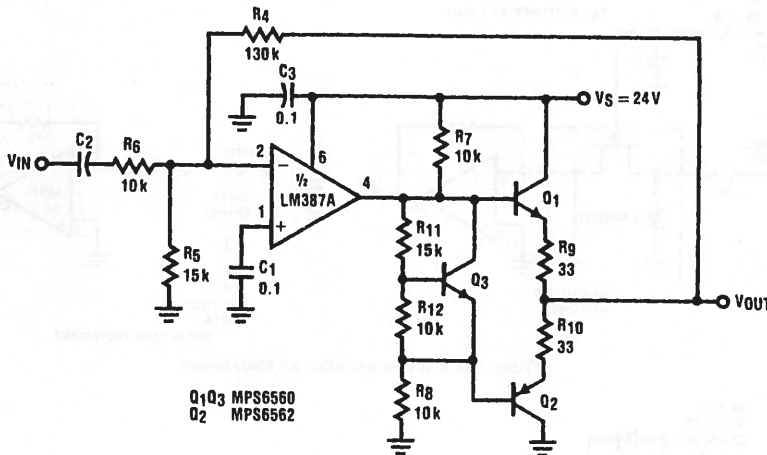 R4
130k
C3
0.1
VS = 24V
C2
R6
10k
VIN
2
−
6
R7
10k
½
LM387A
4
Q1
1
+
R5
15k
C1
0.1
R11
15k
Q3
R9
33
VOUT
R12
10k
R10
33
R8
10k
Q2
Q1Q3 MPS6560
Q2 MPS6562